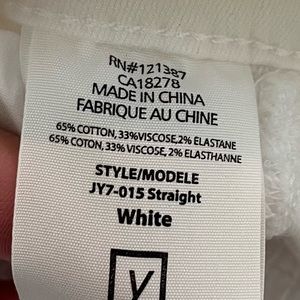 RN#121387
CA18278
MADE IN CHINA
FABRIQUE AU CHINE
65% COTTON, 33%VISCOSE,2% ELASTANE
65% COTON, 33% VISCOSE, 2% ELASTHANNE
STYLE/MODELE
JY7-015 Straight
White
y